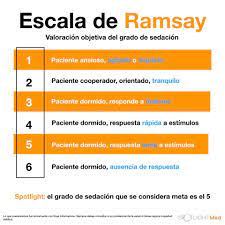 Escala de Ramsay
Valoración objetiva del grado de sedación
1 Paciente ansioso, agitado o inquieto
2 Paciente cooperador, orientado, tranquilo
3 Paciente dormido, responde a
4 Paciente dormido, respuesta rápida a estímulos
5 Paciente dormido, respuesta a estímulos
6 Paciente dormido, ausencia de respuesta
Spotlight: el grado de sedación que se considera meta es el 5